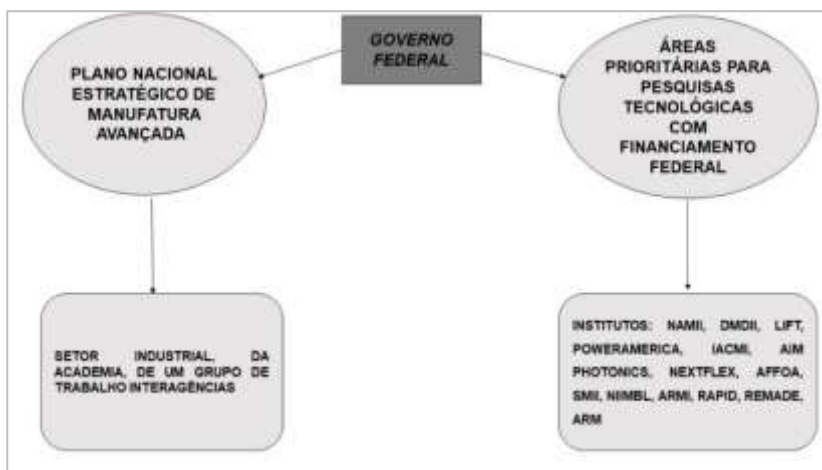 GOVERNO
FEDERAL
PLANO NACIONAL
ESTRATÉGICO DE
MANUFATURA
AVANÇADA
ÁREAS
PRIORITÁRIAS PARA
PESQUISAS
TECNOLÓGICAS
COM
FINANCIAMENTO
FEDERAL
SETOR INDUSTRIAL, DA
ACADEMIA, DE UM GRUPO DE
TRABALHO INTERAGÊNCIAS
INSTITUTOS: NAMII, DMDII, LIFT,
POWERAMERICA, IACMI, AIM
PHOTONICS, NEXTFLEX, AFFOA,
SMII, NIIMBL, ARMI, RAPID, REMADE,
ARM